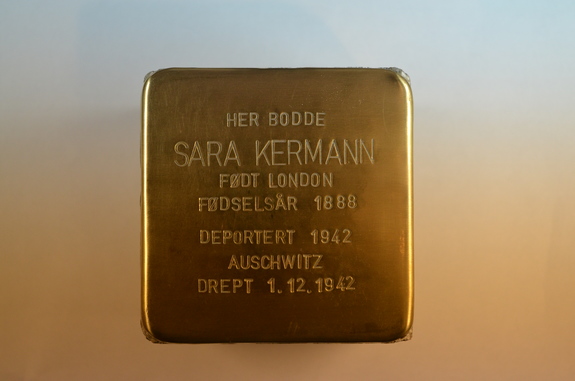 HER BODDE
SARA KERMANN
FØDT LONDON
FØDSELSÅR 1888
DEPORTERT 1942
AUSCHWITZ
DREPT 1.12.1942